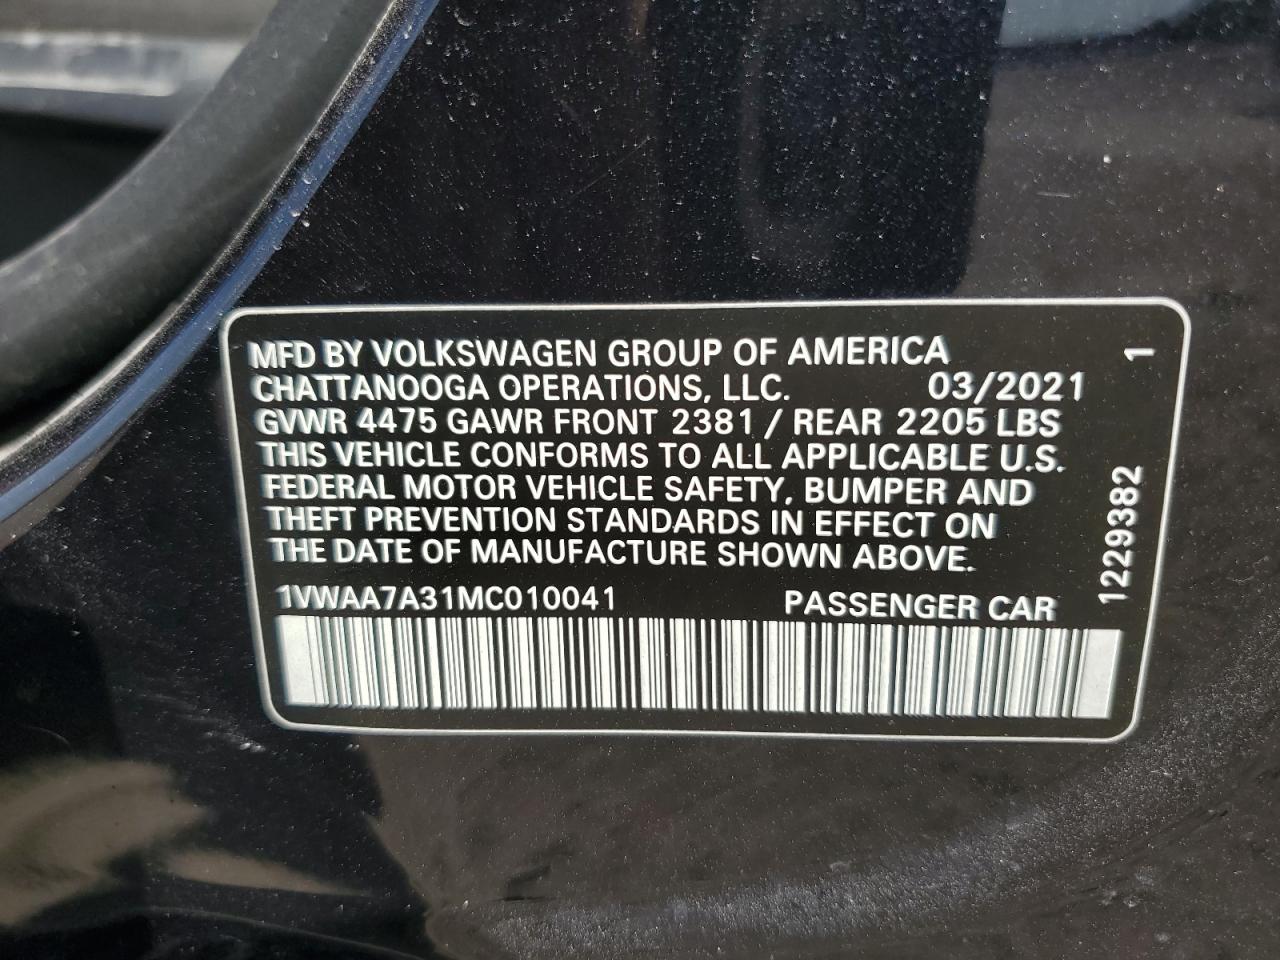 MFD BY VOLKSWAGEN GROUP OF AMERICA
CHATTANOOGA OPERATIONS, LLC. 03/2021
GVWR 4475 GAWR FRONT 2381 / REAR 2205 LBS
THIS VEHICLE CONFORMS TO ALL APPLICABLE U.S.
FEDERAL MOTOR VEHICLE SAFETY, BUMPER AND
THEFT PREVENTION STANDARDS IN EFFECT ON
THE DATE OF MANUFACTURE SHOWN ABOVE.
1VWAA7A31MC010041 PASSENGER CAR
1229382 1